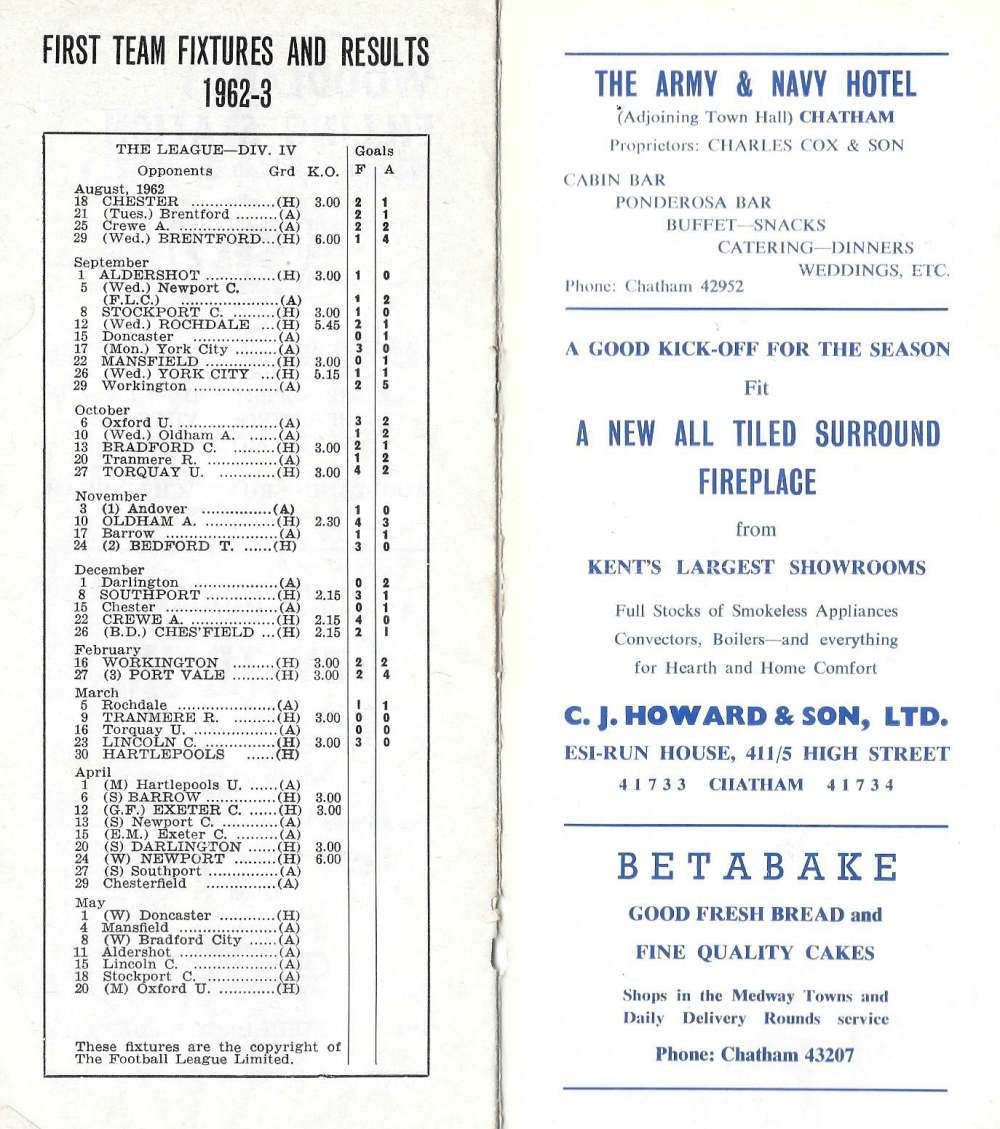 FIRST TEAM FIXTURES AND RESULTS
1962-3
THE LEAGUE—DIV. IV Goals
Opponents Grd K.O. F A
August, 1962
18 CHESTER .................(H) 3.00 2 1
21 (Tues.) Brentford .........(A) 2 1
25 Crewe A. ....................(A) 2 2
29 (Wed.) BRENTFORD...(H) 6.00 1 4
September
1 ALDERSHOT ..............(H) 3.00 1 0
5 (Wed.) Newport C.
(F.L.C.) .....................(A) 1 2
8 STOCKPORT C. .........(H) 3.00 1 0
12 (Wed.) ROCHDALE ...(H) 5.45 2 1
15 Doncaster ..................(A) 0 1
17 (Mon.) York City .........(A) 3 0
22 MANSFIELD ...............(H) 3.00 0 1
26 (Wed.) YORK CITY ...(H) 5.15 1 1
29 Workington ..................(A) 2 5
October
6 Oxford U. .....................(A) 3 2
10 (Wed.) Oldham A. ......(A) 1 2
13 BRADFORD C. .........(H) 3.00 2 1
20 Tranmere R. ...............(A) 1 2
27 TORQUAY U. ............(H) 3.00 4 2
November
3 (1) Andover ...............(A) 1 0
10 OLDHAM A. ...............(H) 2.30 4 3
17 Barrow ........................(A) 1 1
24 (2) BEDFORD T. ......(H) 3 0
December
1 Darlington ..................(A) 0 2
8 SOUTHPORT ...............(H) 2.15 3 1
15 Chester ........................(A) 0 1
22 CREWE A. ..................(H) 2.15 4 0
26 (B.D.) CHES'FIELD ...(H) 2.15 2 1
February
16 WORKINGTON .........(H) 3.00 2 2
27 (3) PORT VALE .........(H) 3.00 2 4
March
5 Rochdale .....................(A) 1 1
9 TRANMERE R. .........(H) 3.00 0 0
16 Torquay U. ..................(A) 0 0
23 LINCOLN C. ...............(H) 3.00 3 0
30 HARTLEPOOLS ......(H)
April
1 (M) Hartlepools U. ......(A)
6 (S) BARROW ...............(H) 3.00
12 (G.F.) EXETER C. ......(H) 3.00
13 (S) Newport C. ............(A)
15 (E.M.) Exeter C. .........(A)
20 (S) DARLINGTON ......(H) 3.00
24 (W) NEWPORT .........(H) 6.00
27 (S) Southport ...............(A)
29 Chesterfield ...............(A)
May
1 (W) Doncaster ............(H)
4 Mansfield .....................(A)
8 (W) Bradford City ......(A)
11 Aldershot .....................(A)
15 Lincoln C. ..................(A)
18 Stockport C. ...............(A)
20 (M) Oxford U. ............(H)
These fixtures are the copyright of
The Football League Limited.
THE ARMY & NAVY HOTEL
(Adjoining Town Hall) CHATHAM
Proprietors: CHARLES COX & SON
CABIN BAR
PONDEROSA BAR
BUFFET—SNACKS
CATERING—DINNERS
WEDDINGS, ETC.
Phone: Chatham 42952
A GOOD KICK-OFF FOR THE SEASON
Fit
A NEW ALL TILED SURROUND
FIREPLACE
from
KENT'S LARGEST SHOWROOMS
Full Stocks of Smokeless Appliances
Convectors, Boilers—and everything
for Hearth and Home Comfort
C. J. HOWARD & SON, LTD.
ESI-RUN HOUSE, 411/5 HIGH STREET
41733 CHATHAM 41734
BETABAKE
GOOD FRESH BREAD and
FINE QUALITY CAKES
Shops in the Medway Towns and
Daily Delivery Rounds service
Phone: Chatham 43207